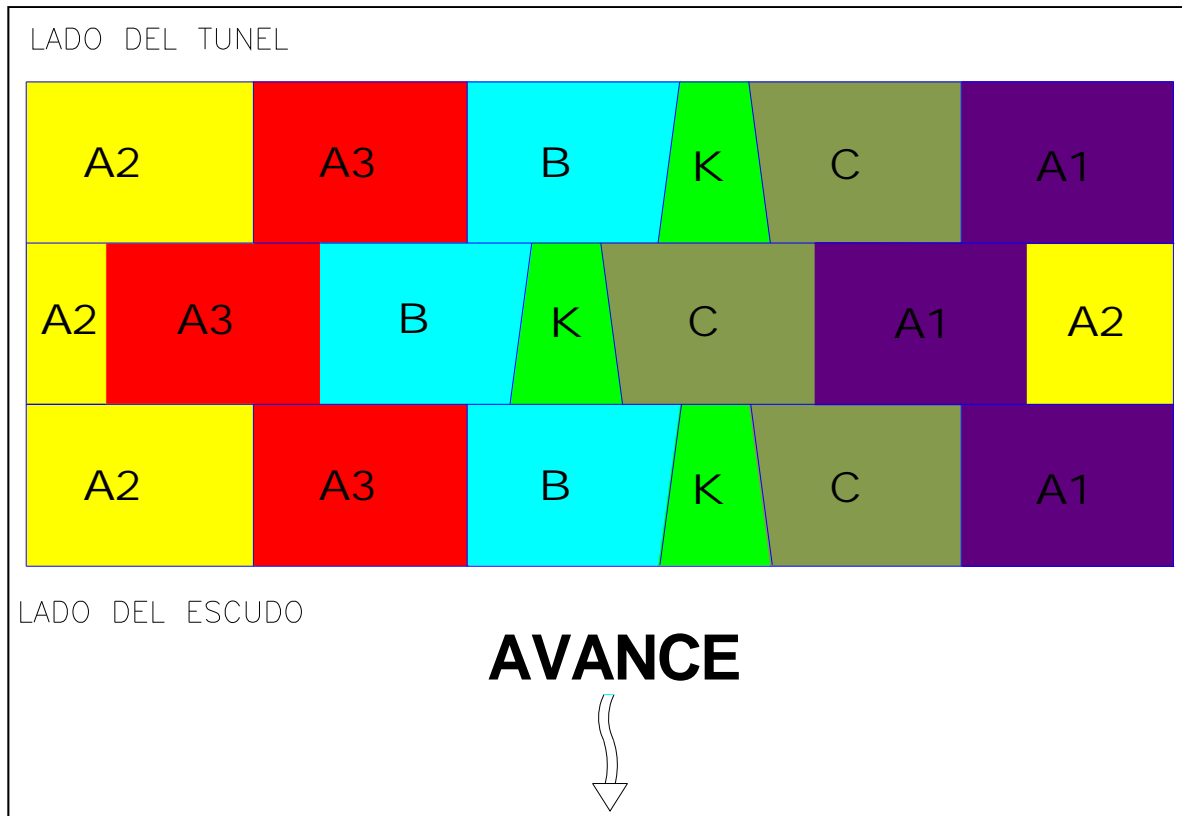 LADO DEL TUNEL
A2 A3 B K C A1
A2 A3 B K C A1 A2
A2 A3 B K C A1
LADO DEL ESCUDO
AVANCE